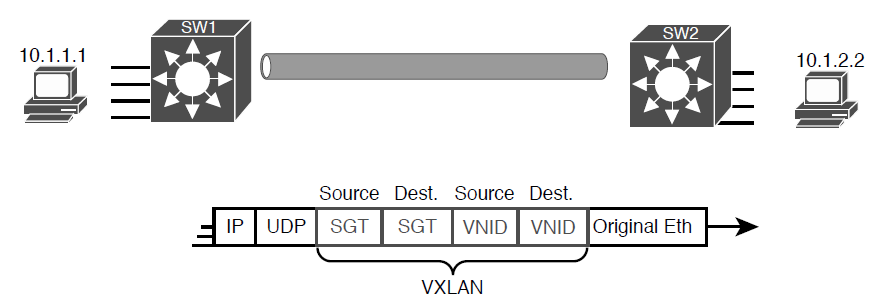 SW1
SW2
10.1.1.1
10.1.2.2
Source Dest. Source Dest.
IP UDP SGT SGT VNID VNID Original Eth
VXLAN